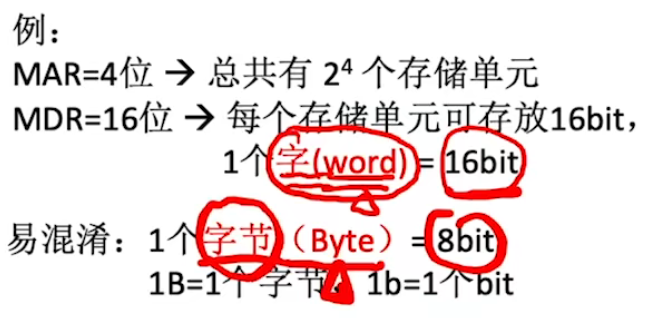 例：
MAR=4位 → 总共有 2⁴ 个存储单元
MDR=16位 → 每个存储单元可存放16bit，
1个字(word) = 16bit
易混淆：1个字节（Byte）= 8bit
1B=1个字节，1b=1个bit